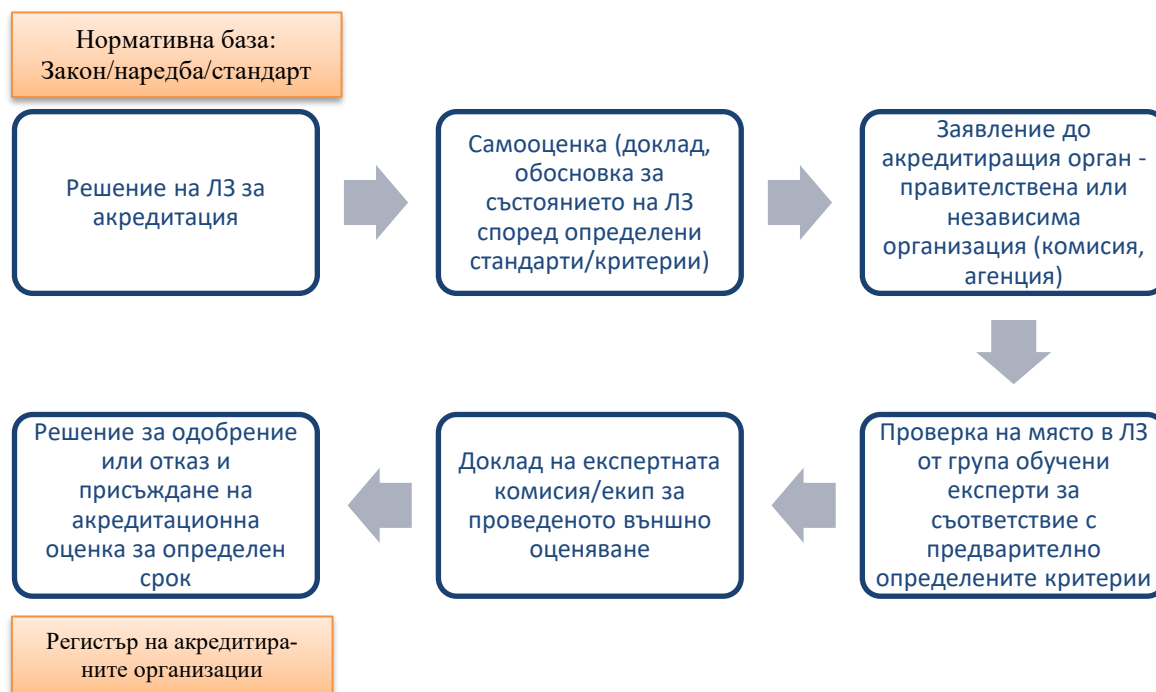 Нормативна база:
Закон/наредба/стандарт
Решение на ЛЗ за
акредитация
Самооценка (доклад,
обосновка за
състоянието на ЛЗ
според определени
стандарти/критерии)
Заявление до
акредитиращия орган -
правителствена или
независима
организация (комисия,
агенция)
Проверка на място в ЛЗ
от група обучени
експерти за
съответствие с
предварително
определените критерии
Доклад на експертната
комисия/екип за
проведеното външно
оценяване
Решение за одобрение
или отказ и
присъждане на
акредитационна
оценка за определен
срок
Регистър на акредитира-
ните организации